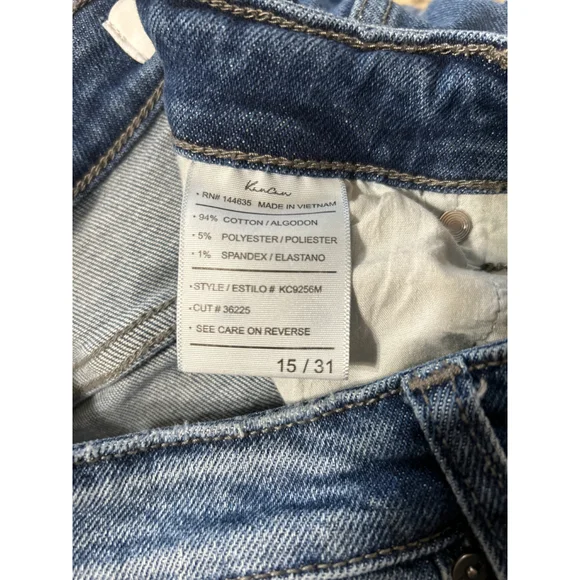 KanCan
• RN# 144635 MADE IN VIETNAM
• 94% COTTON / ALGODON
• 5% POLYESTER / POLIESTER
• 1% SPANDEX / ELASTANO
• STYLE / ESTILO # KC9256M
• CUT # 36225
• SEE CARE ON REVERSE
15 / 31